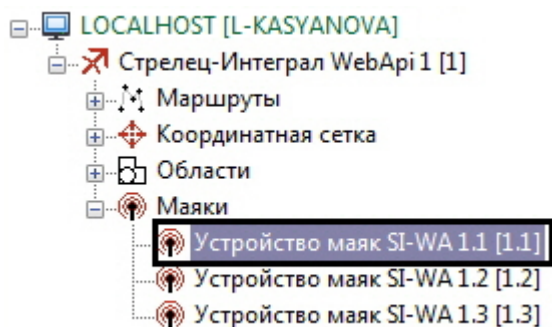 LOCALHOST [L-KASYANOVA]
Стрелец-Интеграл WebApi 1 [1]
Маршруты
Координатная сетка
Области
Маяки
Устройство маяк SI-WA 1.1 [1.1]
Устройство маяк SI-WA 1.2 [1.2]
Устройство маяк SI-WA 1.3 [1.3]